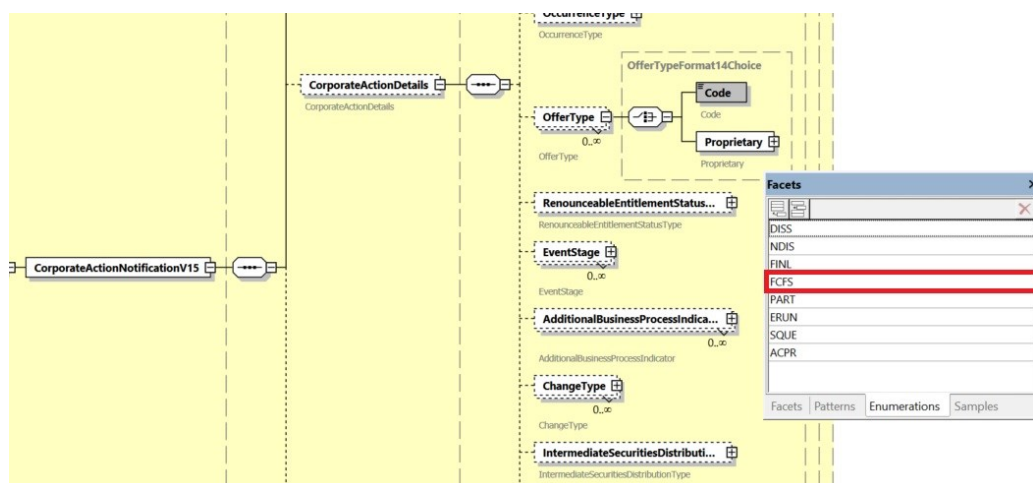 OccurrenceType
OccurrenceType
OfferTypeFormat14Choice
CorporateActionDetails
CorporateActionDetails
Code
Code
OfferType
0..∞
OfferType
Proprietary
Proprietary
RenounceableEntitlementStatus...
RenounceableEntitlementStatusType
CorporateActionNotificationV15
EventStage
0..∞
EventStage
AdditionalBusinessProcessIndica...
0..∞
AdditionalBusinessProcessIndicator
ChangeType
0..∞
ChangeType
IntermediateSecuritiesDistributi...
IntermediateSecuritiesDistributionType
Facets
DISS
NDIS
FINL
FCFS
PART
ERUN
SQUE
ACPR
Facets Patterns Enumerations Samples